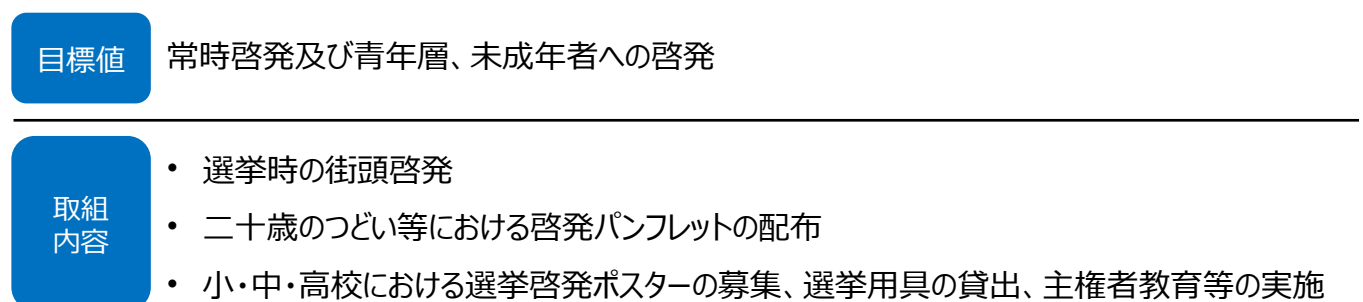 目標値
常時啓発及び青年層、未成年者への啓発
取組
内容
• 選挙時の街頭啓発
• 二十歳のつどい等における啓発パンフレットの配布
• 小・中・高校における選挙啓発ポスターの募集、選挙用具の貸出、主権者教育等の実施